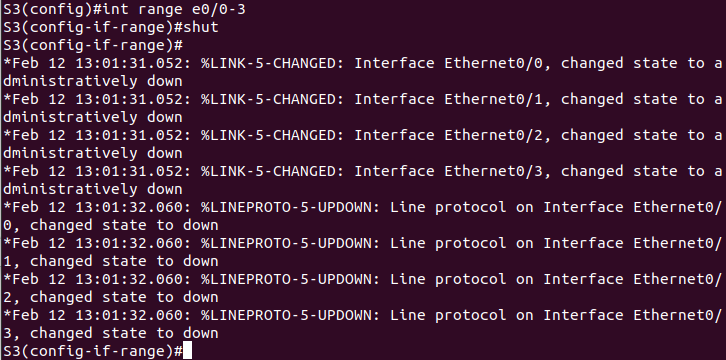 S3(config)#int range e0/0-3
S3(config-if-range)#shut
S3(config-if-range)#
*Feb 12 13:01:31.052: %LINK-5-CHANGED: Interface Ethernet0/0, changed state to a
dministratively down
*Feb 12 13:01:31.052: %LINK-5-CHANGED: Interface Ethernet0/1, changed state to a
dministratively down
*Feb 12 13:01:31.052: %LINK-5-CHANGED: Interface Ethernet0/2, changed state to a
dministratively down
*Feb 12 13:01:31.052: %LINK-5-CHANGED: Interface Ethernet0/3, changed state to a
dministratively down
*Feb 12 13:01:32.060: %LINEPROTO-5-UPDOWN: Line protocol on Interface Ethernet0/
0, changed state to down
*Feb 12 13:01:32.060: %LINEPROTO-5-UPDOWN: Line protocol on Interface Ethernet0/
1, changed state to down
*Feb 12 13:01:32.060: %LINEPROTO-5-UPDOWN: Line protocol on Interface Ethernet0/
2, changed state to down
*Feb 12 13:01:32.060: %LINEPROTO-5-UPDOWN: Line protocol on Interface Ethernet0/
3, changed state to down
S3(config-if-range)#